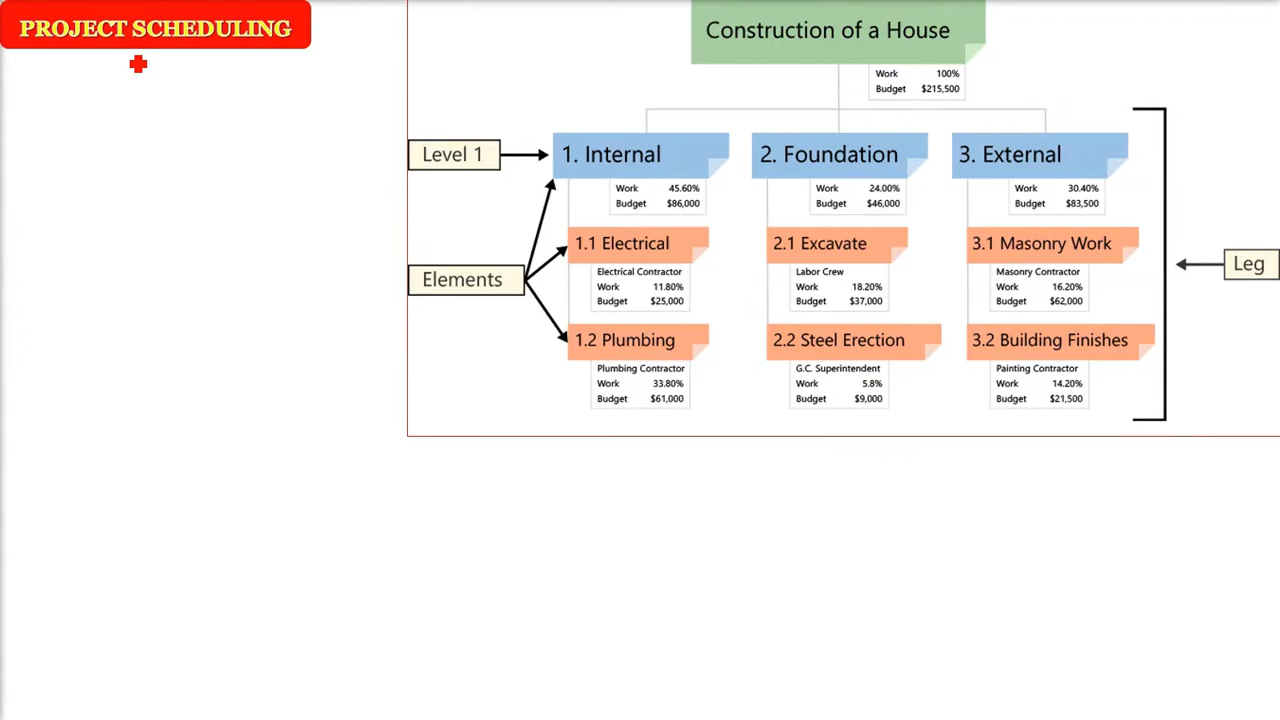 PROJECT SCHEDULING
Construction of a House
Work 100%
Budget $215,500
Level 1
1. Internal
2. Foundation
3. External
Work 45.60%
Budget $86,000
Work 24.00%
Budget $46,000
Work 30.40%
Budget $83,500
Elements
Leg
1.1 Electrical
Electrical Contractor
Work 11.80%
Budget $25,000
2.1 Excavate
Labor Crew
Work 18.20%
Budget $37,000
3.1 Masonry Work
Masonry Contractor
Work 16.20%
Budget $62,000
1.2 Plumbing
Plumbing Contractor
Work 33.80%
Budget $61,000
2.2 Steel Erection
G.C. Superintendent
Work 5.8%
Budget $9,000
3.2 Building Finishes
Painting Contractor
Work 14.20%
Budget $21,500